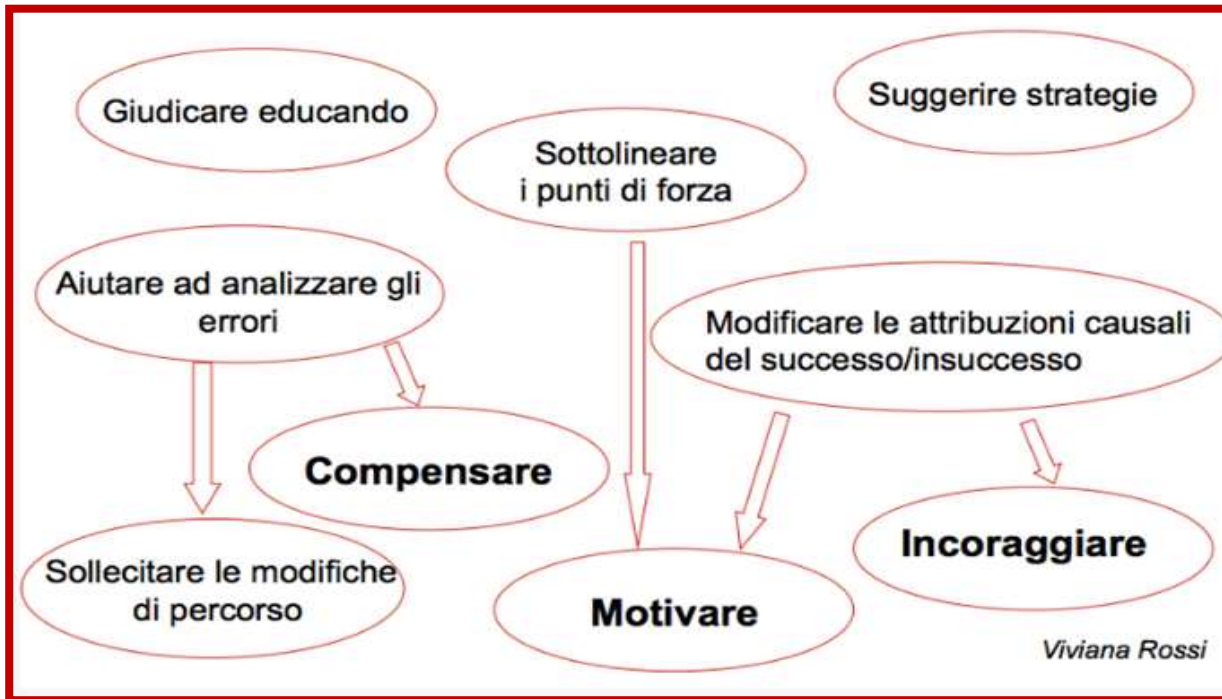 Giudicare educando
Suggerire strategie
Sottolineare
i punti di forza
Aiutare ad analizzare gli
errori
Modificare le attribuzioni causali
del successo/insuccesso
Compensare
Incoraggiare
Sollecitare le modifiche
di percorso
Motivare
Viviana Rossi